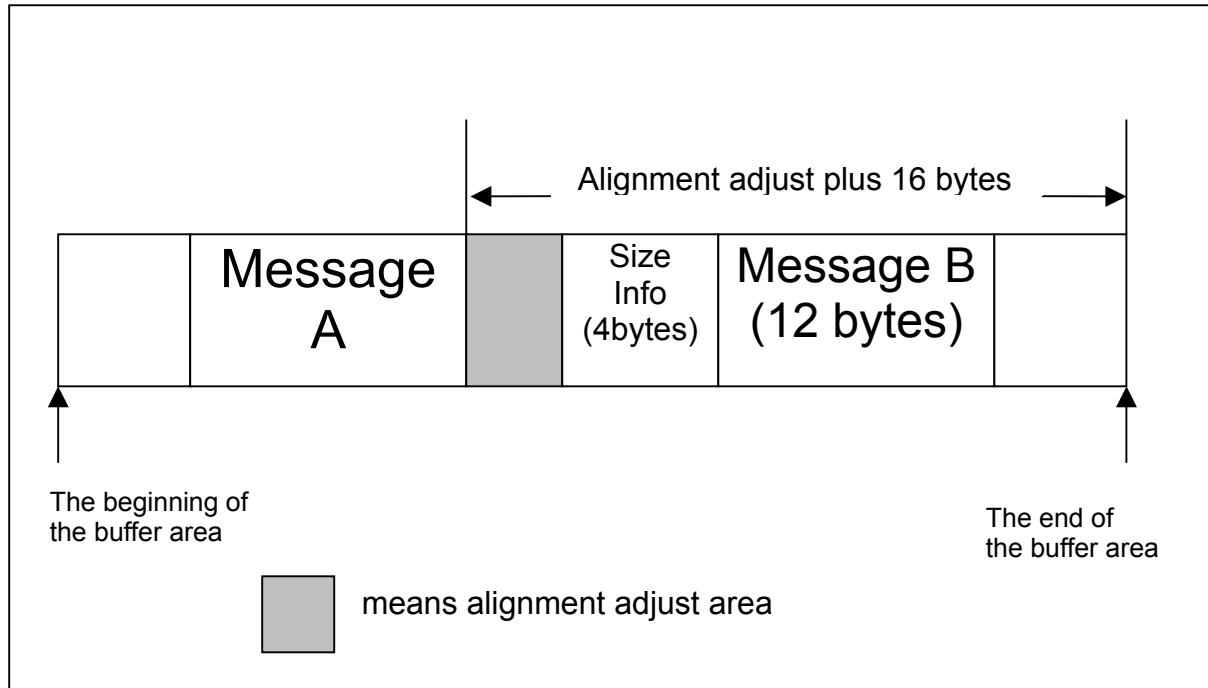 Alignment adjust plus 16 bytes
Message
A
Size
Info
(4bytes)
Message B
(12 bytes)
The beginning of
the buffer area
The end of
the buffer area
means alignment adjust area